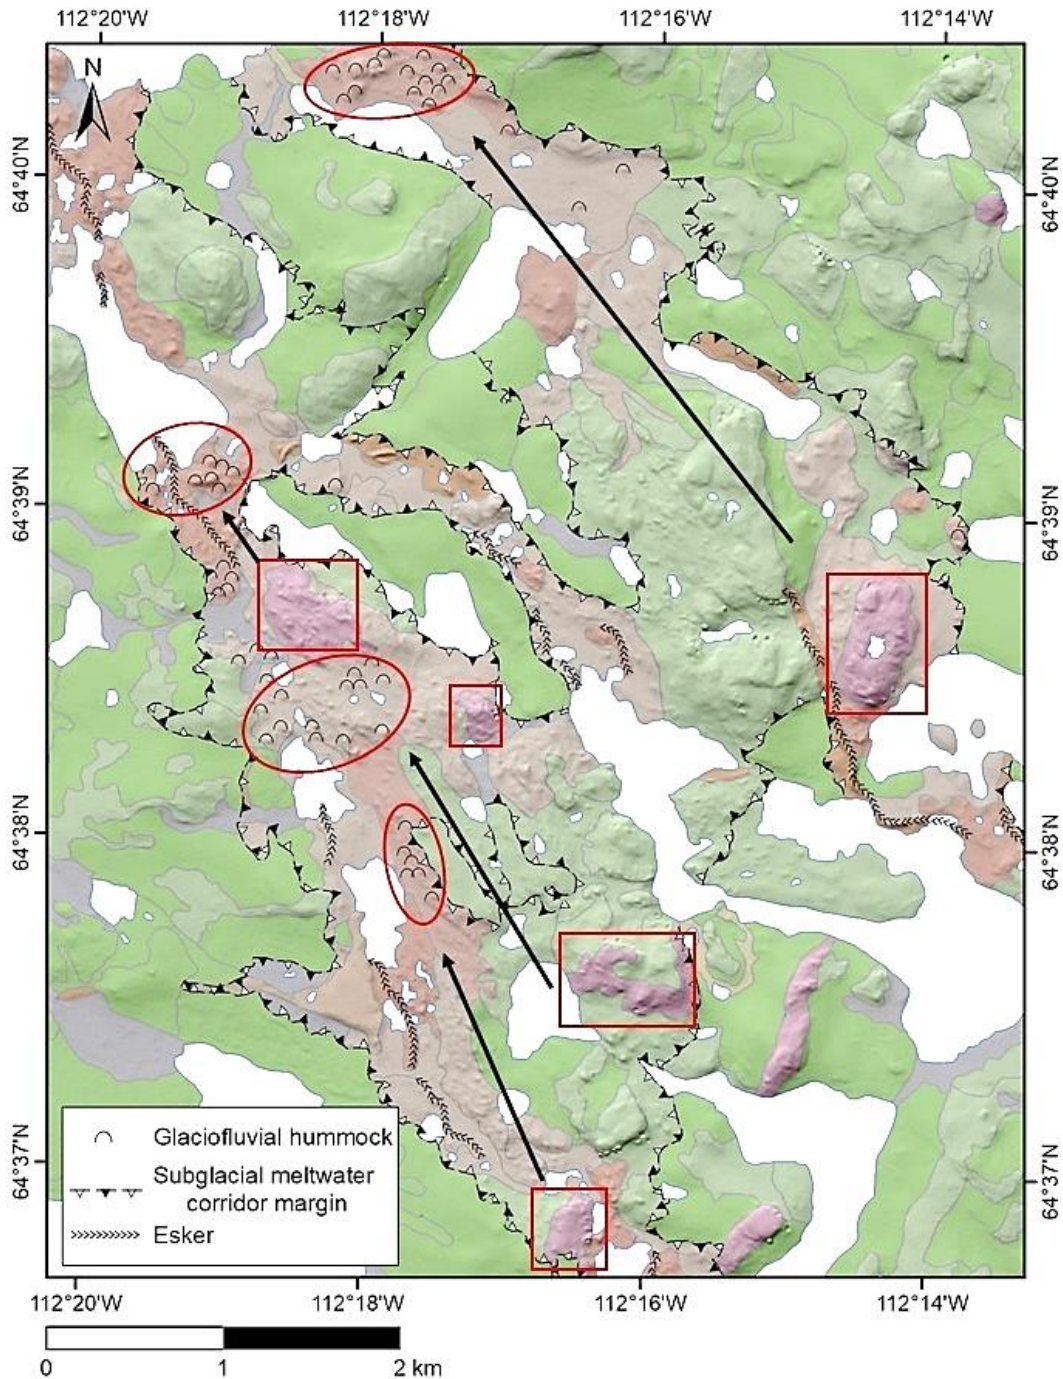 112°20'W 112°18'W 112°16'W 112°14'W
N
64°40'N 64°40'N
64°39'N 64°39'N
64°38'N 64°38'N
64°37'N 64°37'N
Glaciofluvial hummock
Subglacial meltwater
corridor margin
Esker
112°20'W 112°18'W 112°16'W 112°14'W
0 1 2 km